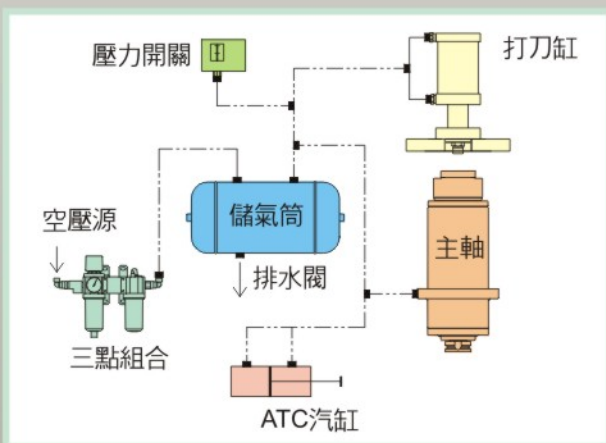 壓力開關
打刀缸
儲氣筒
空壓源
主軸
排水閥
三點組合
ATC汽缸